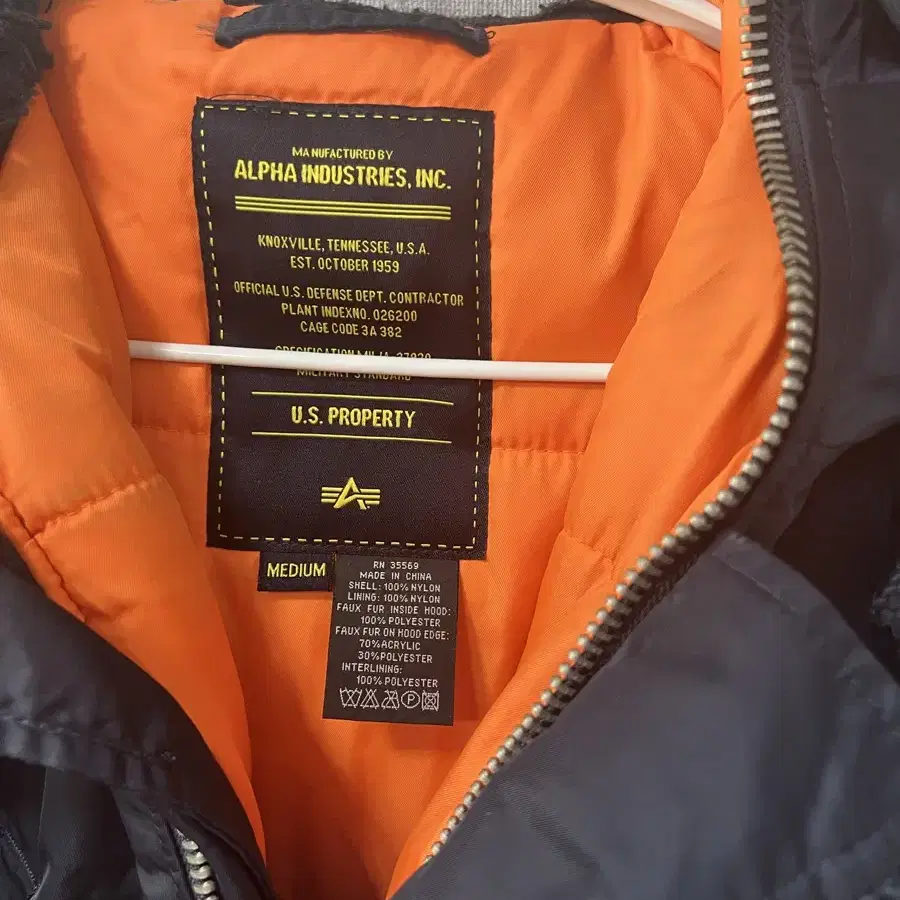 MANUFACTURED BY
ALPHA INDUSTRIES, INC.
KNOXVILLE, TENNESSEE, U.S.A.
EST. OCTOBER 1959
OFFICIAL U.S. DEFENSE DEPT. CONTRACTOR
PLANT INDEXNO. 026200
CAGE CODE 3A 382
MILITARY STANDARD
U.S. PROPERTY
MEDIUM
RN 35569
MADE IN CHINA
SHELL: 100% NYLON
LINING: 100% NYLON
FAUX FUR INSIDE HOOD:
100% POLYESTER
FAUX FUR ON HOOD EDGE:
70% ACRYLIC
30% POLYESTER
INTERLINING:
100% POLYESTER